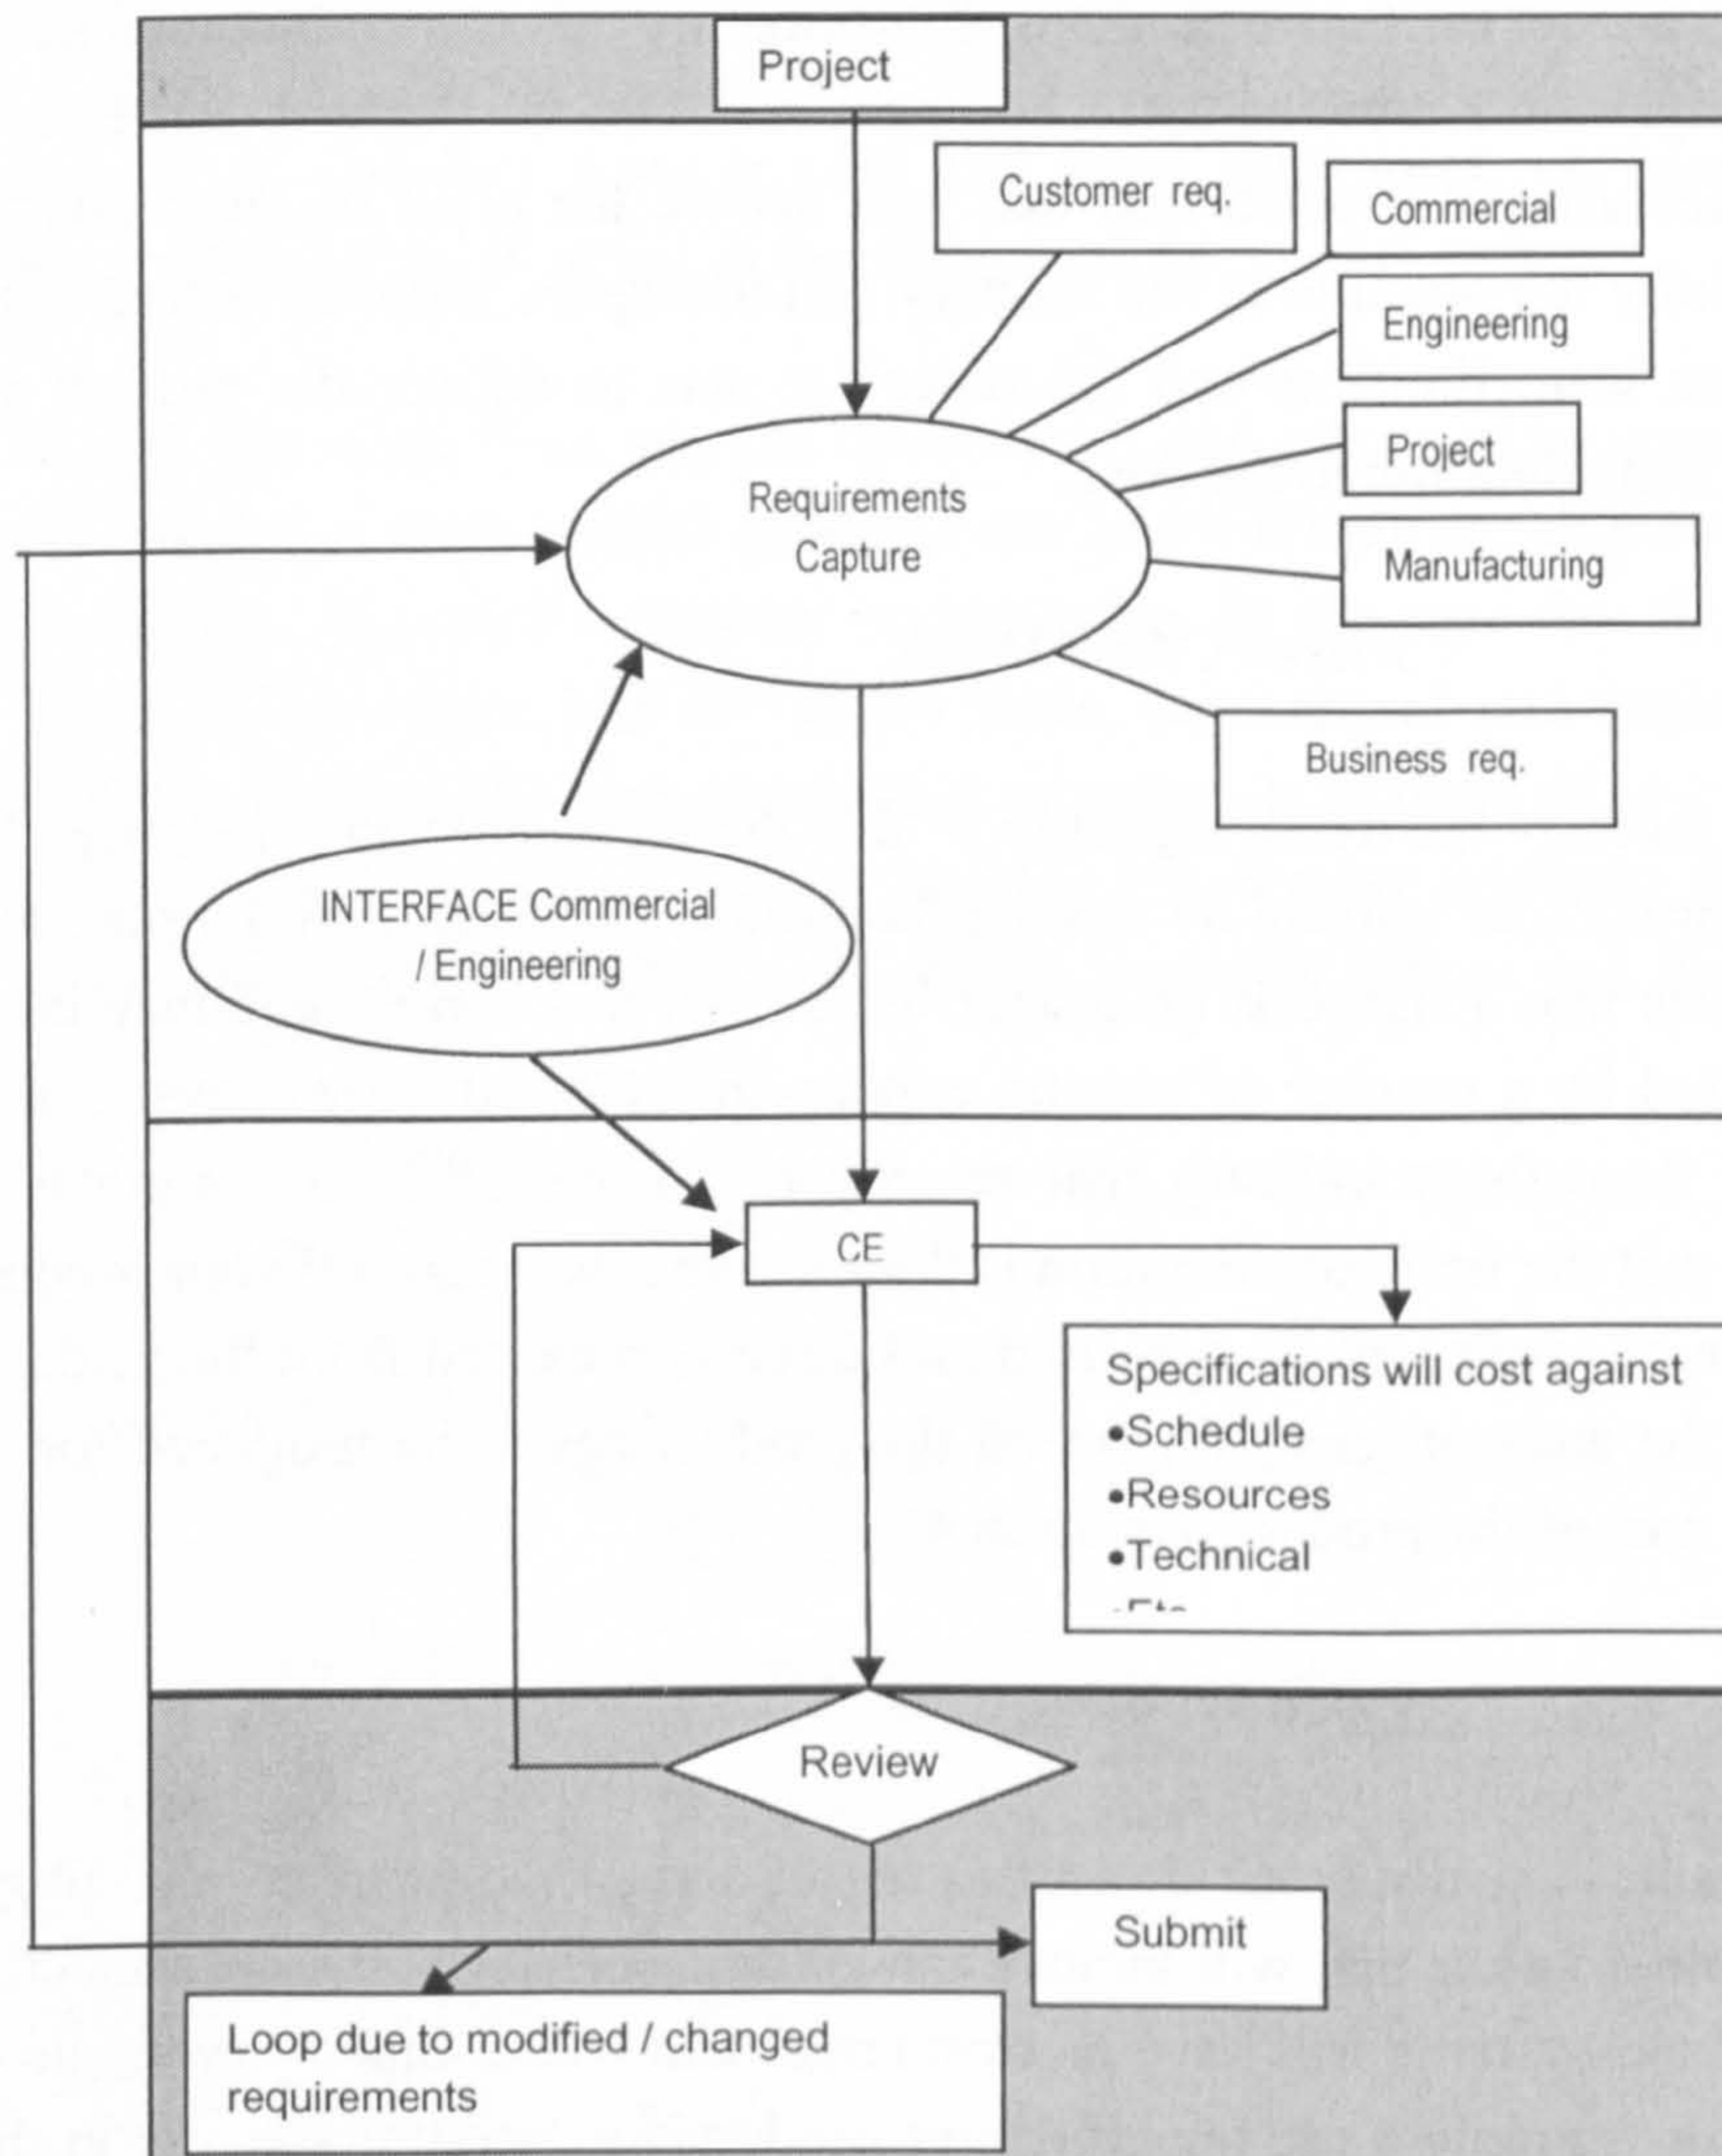 Project
Customer req.
Commercial
Engineering
Project
Requirements
Capture
Manufacturing
Business req.
INTERFACE Commercial
/ Engineering
CE
Specifications will cost against
•Schedule
•Resources
•Technical
Review
Submit
Loop due to modified / changed
requirements